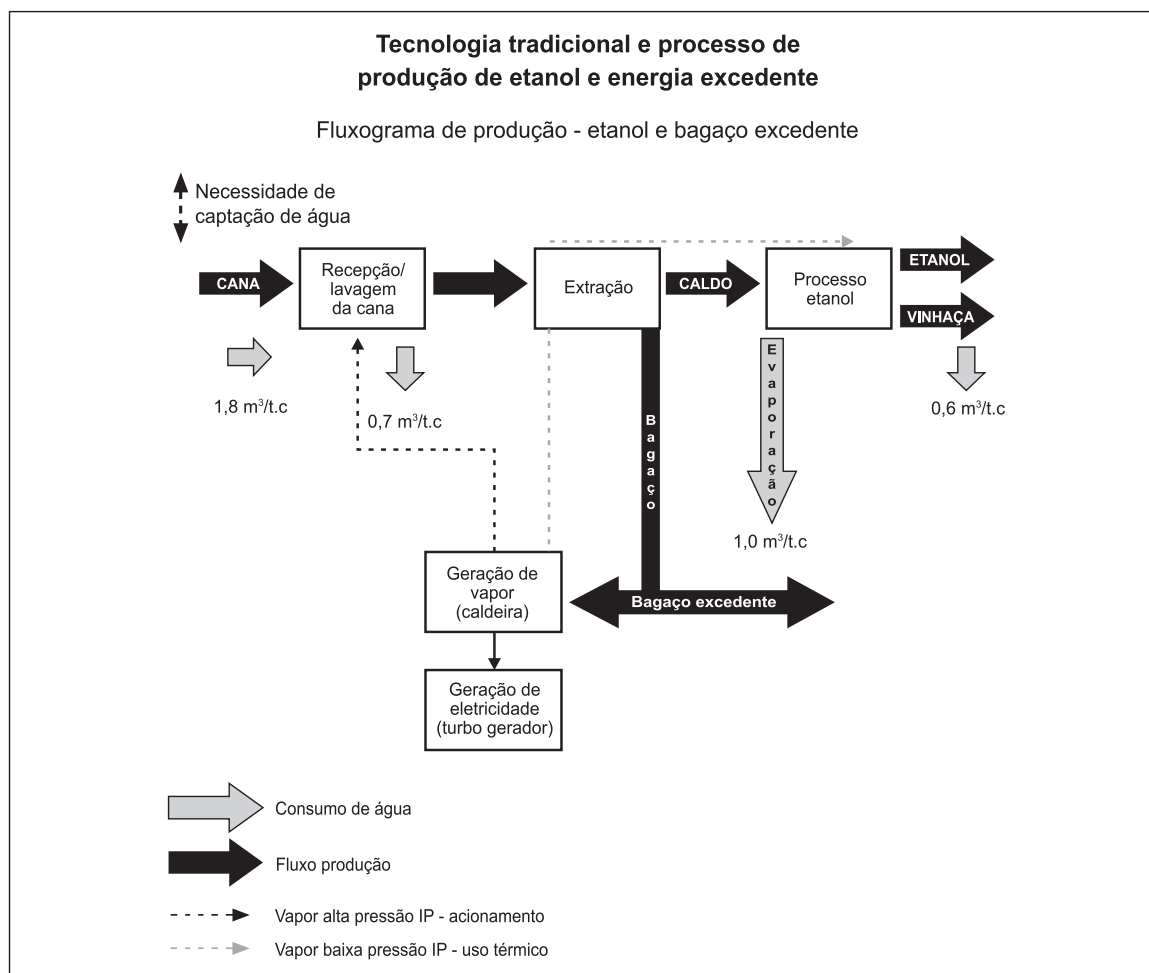 Tecnologia tradicional e processo de
produção de etanol e energia excedente
Fluxograma de produção - etanol e bagaço excedente
Necessidade de
captação de água
CANA
Recepção/
lavagem
da cana
Extração
CALDO
Processo
etanol
ETANOL
VINHAÇA
1,8 m³/t.c
0,7 m³/t.c
Bagaço
Evaporação
0,6 m³/t.c
1,0 m³/t.c
Geração de
vapor
(caldeira)
Bagaço excedente
Geração de
eletricidade
(turbo gerador)
Consumo de água
Fluxo produção
Vapor alta pressão IP - acionamento
Vapor baixa pressão IP - uso térmico